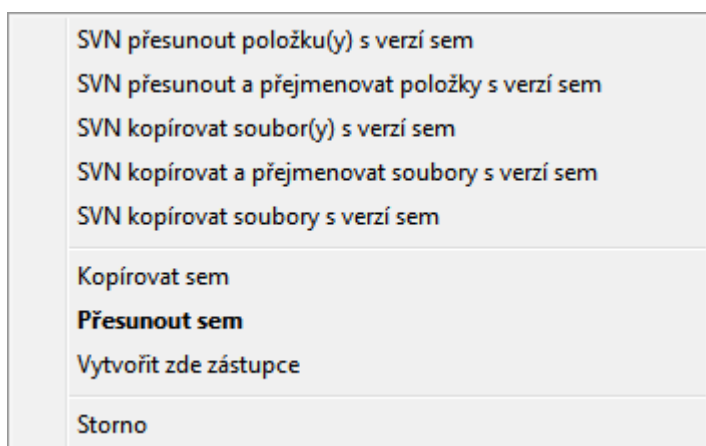 SVN přesunout položku(y) s verzí sem
SVN přesunout a přejmenovat položky s verzí sem
SVN kopírovat soubor(y) s verzí sem
SVN kopírovat a přejmenovat soubory s verzí sem
SVN kopírovat soubory s verzí sem
Kopírovat sem
Přesunout sem
Vytvořit zde zástupce
Storno